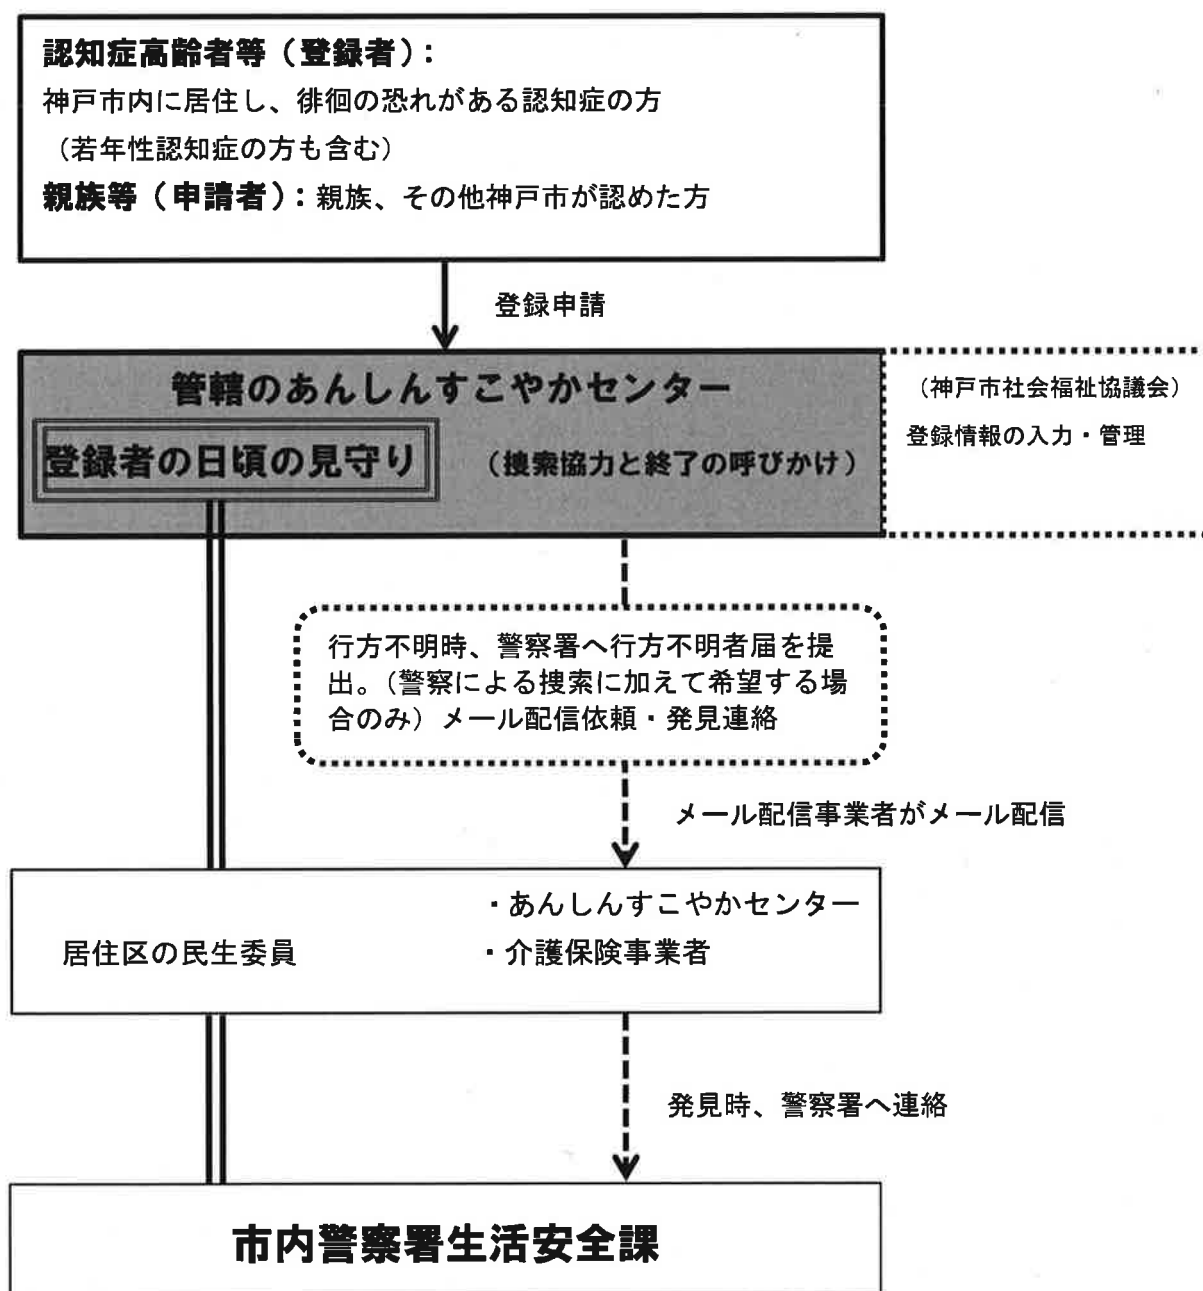 認知症高齢者等（登録者）：
神戸市内に居住し、徘徊の恐れがある認知症の方
（若年性認知症の方も含む）
親族等（申請者）：親族、その他神戸市が認めた方
登録申請
管轄のあんしんすこやかセンター
登録者の日頃の見守り
（捜索協力と終了の呼びかけ）
（神戸市社会福祉協議会）
登録情報の入力・管理
行方不明時、警察署へ行方不明者届を提
出。（警察による捜索に加えて希望する場
合のみ）メール配信依頼・発見連絡
メール配信事業者がメール配信
・あんしんすこやかセンター
居住区の民生委員
・介護保険事業者
発見時、警察署へ連絡
市内警察署生活安全課